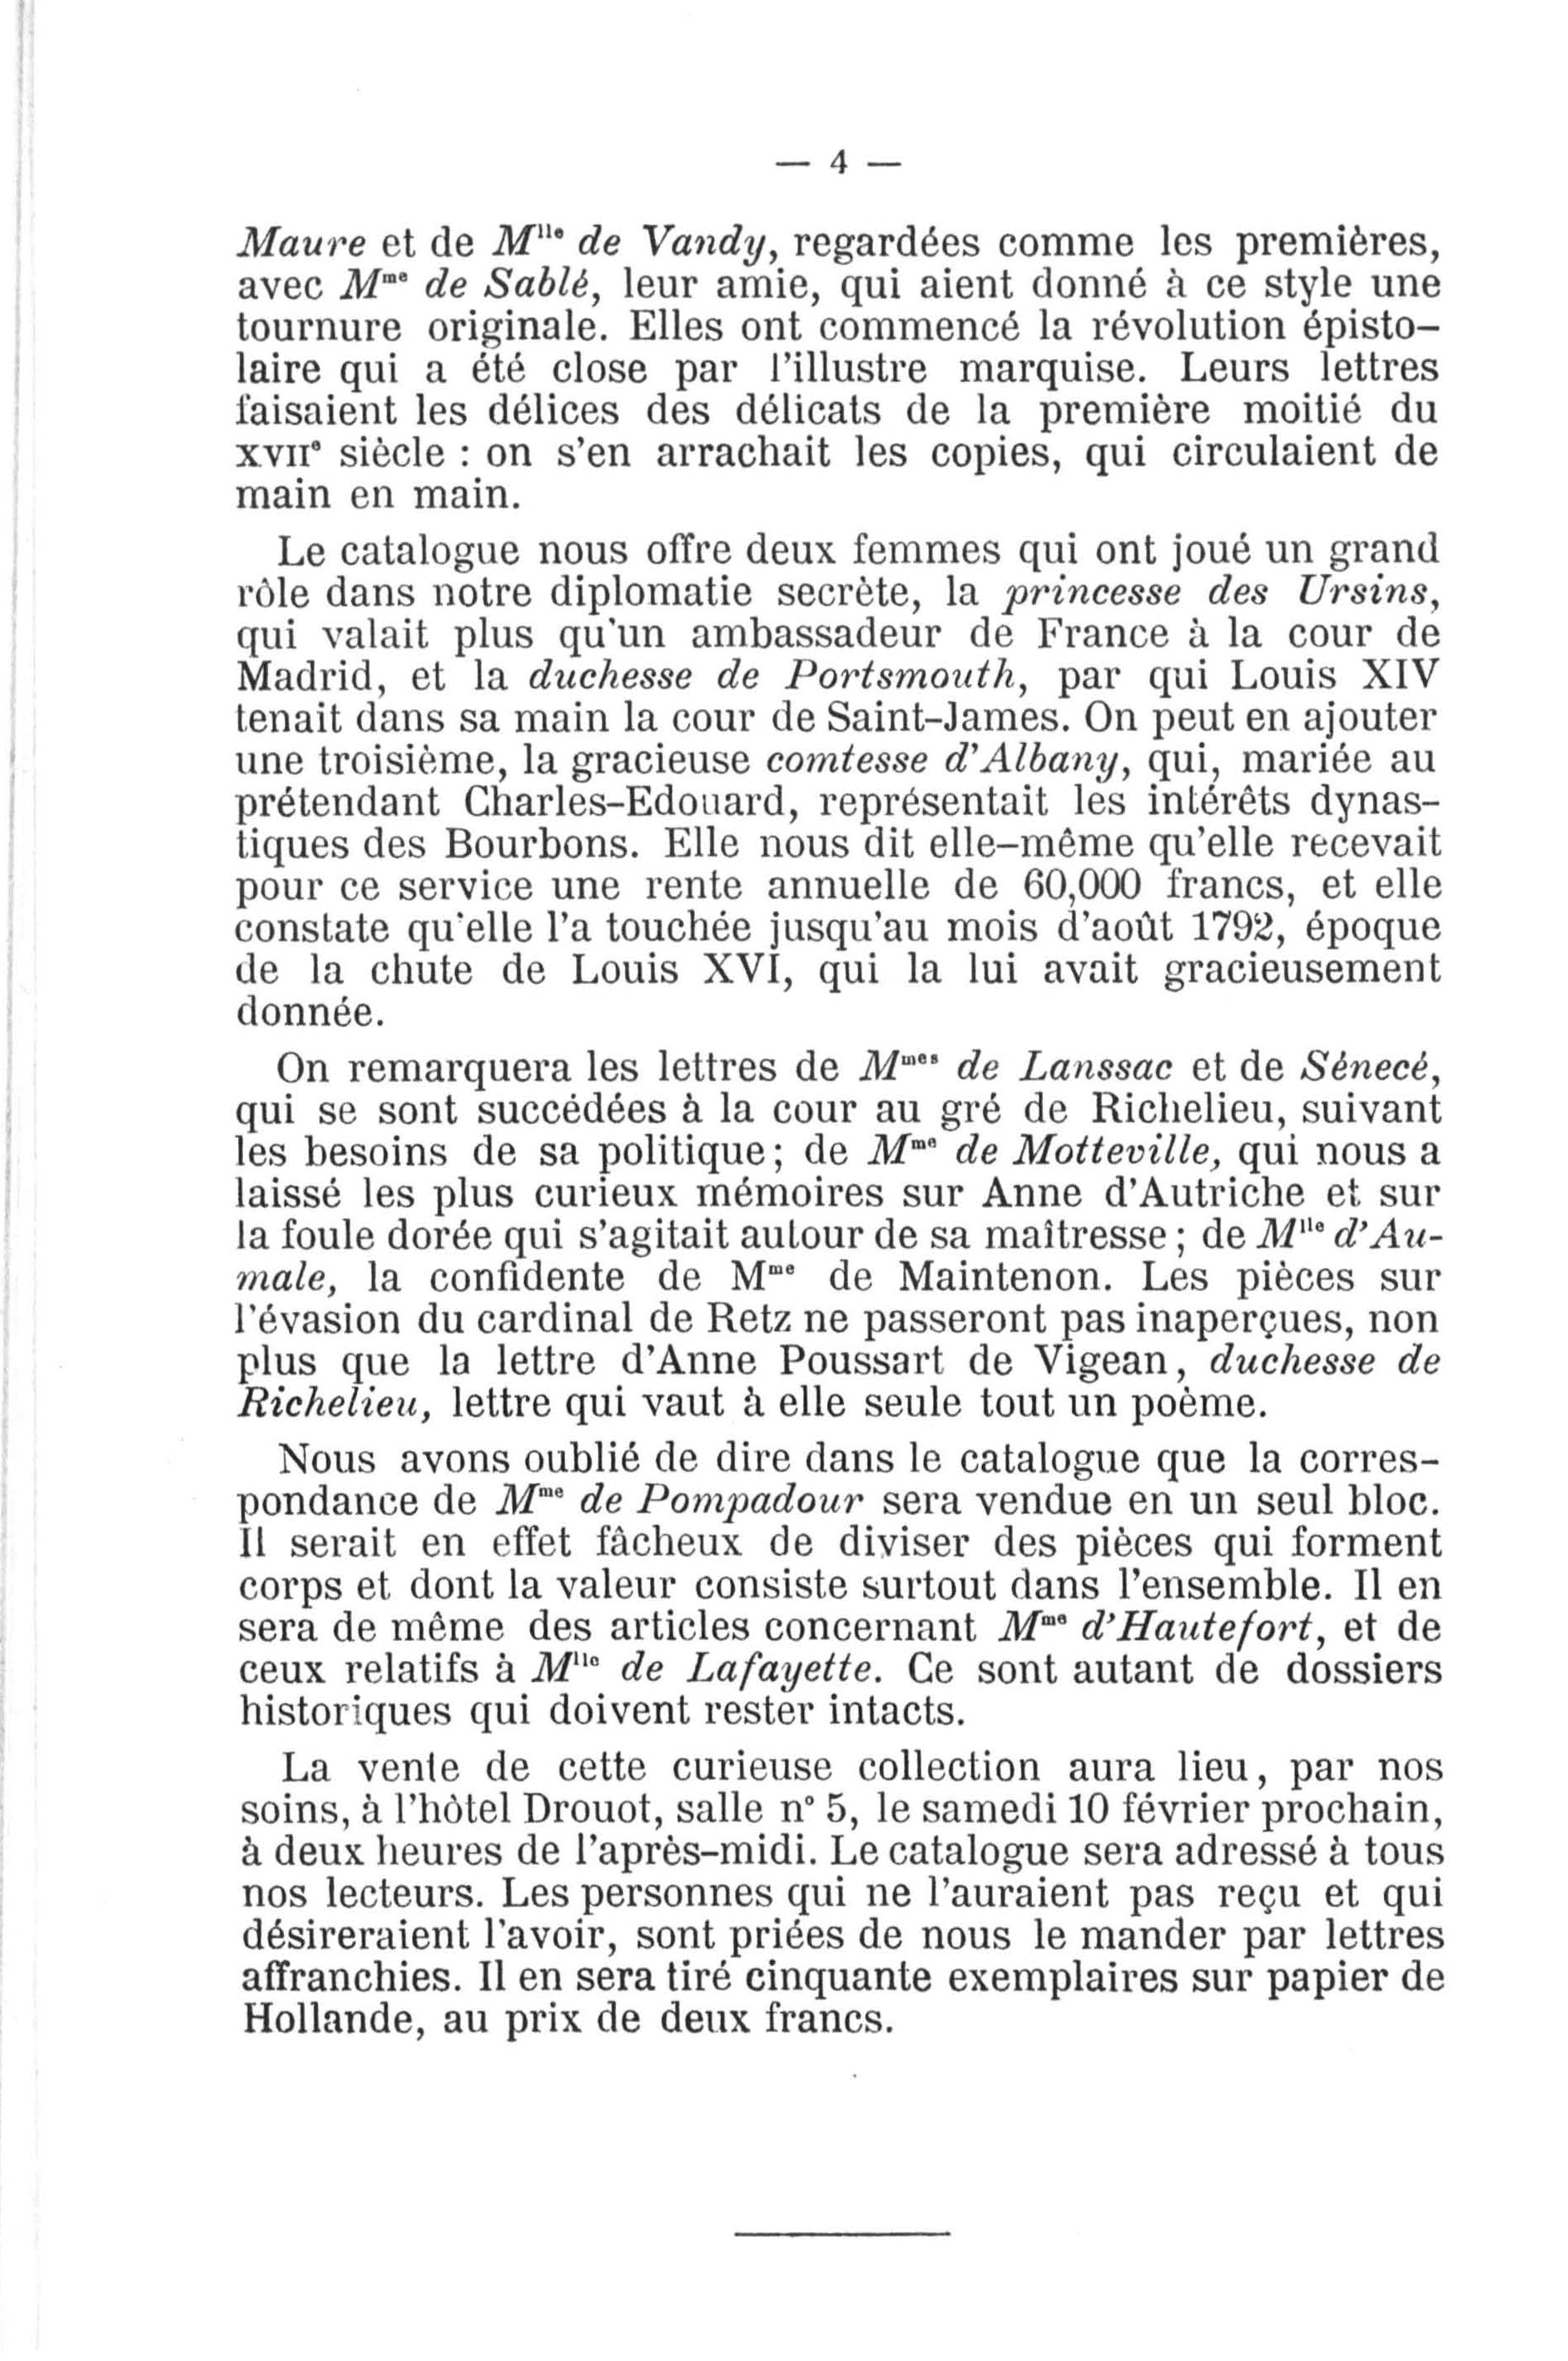 — 4 —
Maure et de Mlle de Vandy, regardées comme les premières,
avec Mme de Sablé, leur amie, qui aient donné à ce style une
tournure originale. Elles ont commencé la révolution épisto-
laire qui a été close par l'illustre marquise. Leurs lettres
faisaient les délices des délicats de la première moitié du
XVIIe siècle : on s'en arrachait les copies, qui circulaient de
main en main.
Le catalogue nous offre deux femmes qui ont joué un grand
rôle dans notre diplomatie secrète, la princesse des Ursins,
qui valait plus qu'un ambassadeur de France à la cour de
Madrid, et la duchesse de Portsmouth, par qui Louis XIV
tenait dans sa main la cour de Saint-James. On peut en ajouter
une troisième, la gracieuse comtesse d'Albany, qui, mariée au
prétendant Charles-Edouard, représentait les intérêts dynas-
tiques des Bourbons. Elle nous dit elle-même qu'elle recevait
pour ce service une rente annuelle de 60,000 francs, et elle
constate qu'elle l'a touchée jusqu'au mois d'août 1792, époque
de la chute de Louis XVI, qui la lui avait gracieusement
donnée.
On remarquera les lettres de Mmes de Lanssac et de Sénecé,
qui se sont succédées à la cour au gré de Richelieu, suivant
les besoins de sa politique; de Mme de Motteville, qui nous a
laissé les plus curieux mémoires sur Anne d'Autriche et sur
la foule dorée qui s'agitait autour de sa maîtresse ; de Mlle d'Au-
male, la confidente de Mme de Maintenon. Les pièces sur
l'évasion du cardinal de Retz ne passeront pas inaperçues, non
plus que la lettre d'Anne Poussart de Vigean, duchesse de
Richelieu, lettre qui vaut à elle seule tout un poème.
Nous avons oublié de dire dans le catalogue que la corres-
pondance de Mme de Pompadour sera vendue en un seul bloc.
Il serait en effet fâcheux de diviser des pièces qui forment
corps et dont la valeur consiste surtout dans l'ensemble. Il en
sera de même des articles concernant Mme d'Hautefort, et de
ceux relatifs à Mlle de Lafayette. Ce sont autant de dossiers
historiques qui doivent rester intacts.
La vente de cette curieuse collection aura lieu, par nos
soins, à l'hôtel Drouot, salle n° 5, le samedi 10 février prochain,
à deux heures de l'après-midi. Le catalogue sera adressé à tous
nos lecteurs. Les personnes qui ne l'auraient pas reçu et qui
désireraient l'avoir, sont priées de nous le mander par lettres
affranchies. Il en sera tiré cinquante exemplaires sur papier de
Hollande, au prix de deux francs.